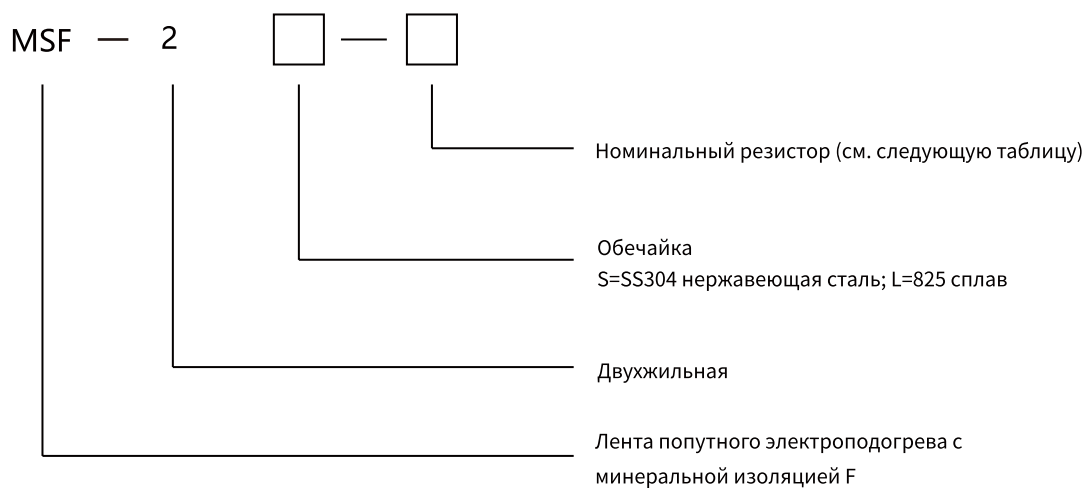 MSF — 2 □ — □
Номинальный резистор (см. следующую таблицу)
Обечайка
S=SS304 нержавеющая сталь; L=825 сплав
Двухжильная
Лента попутного электроподогрева с
минеральной изоляцией F